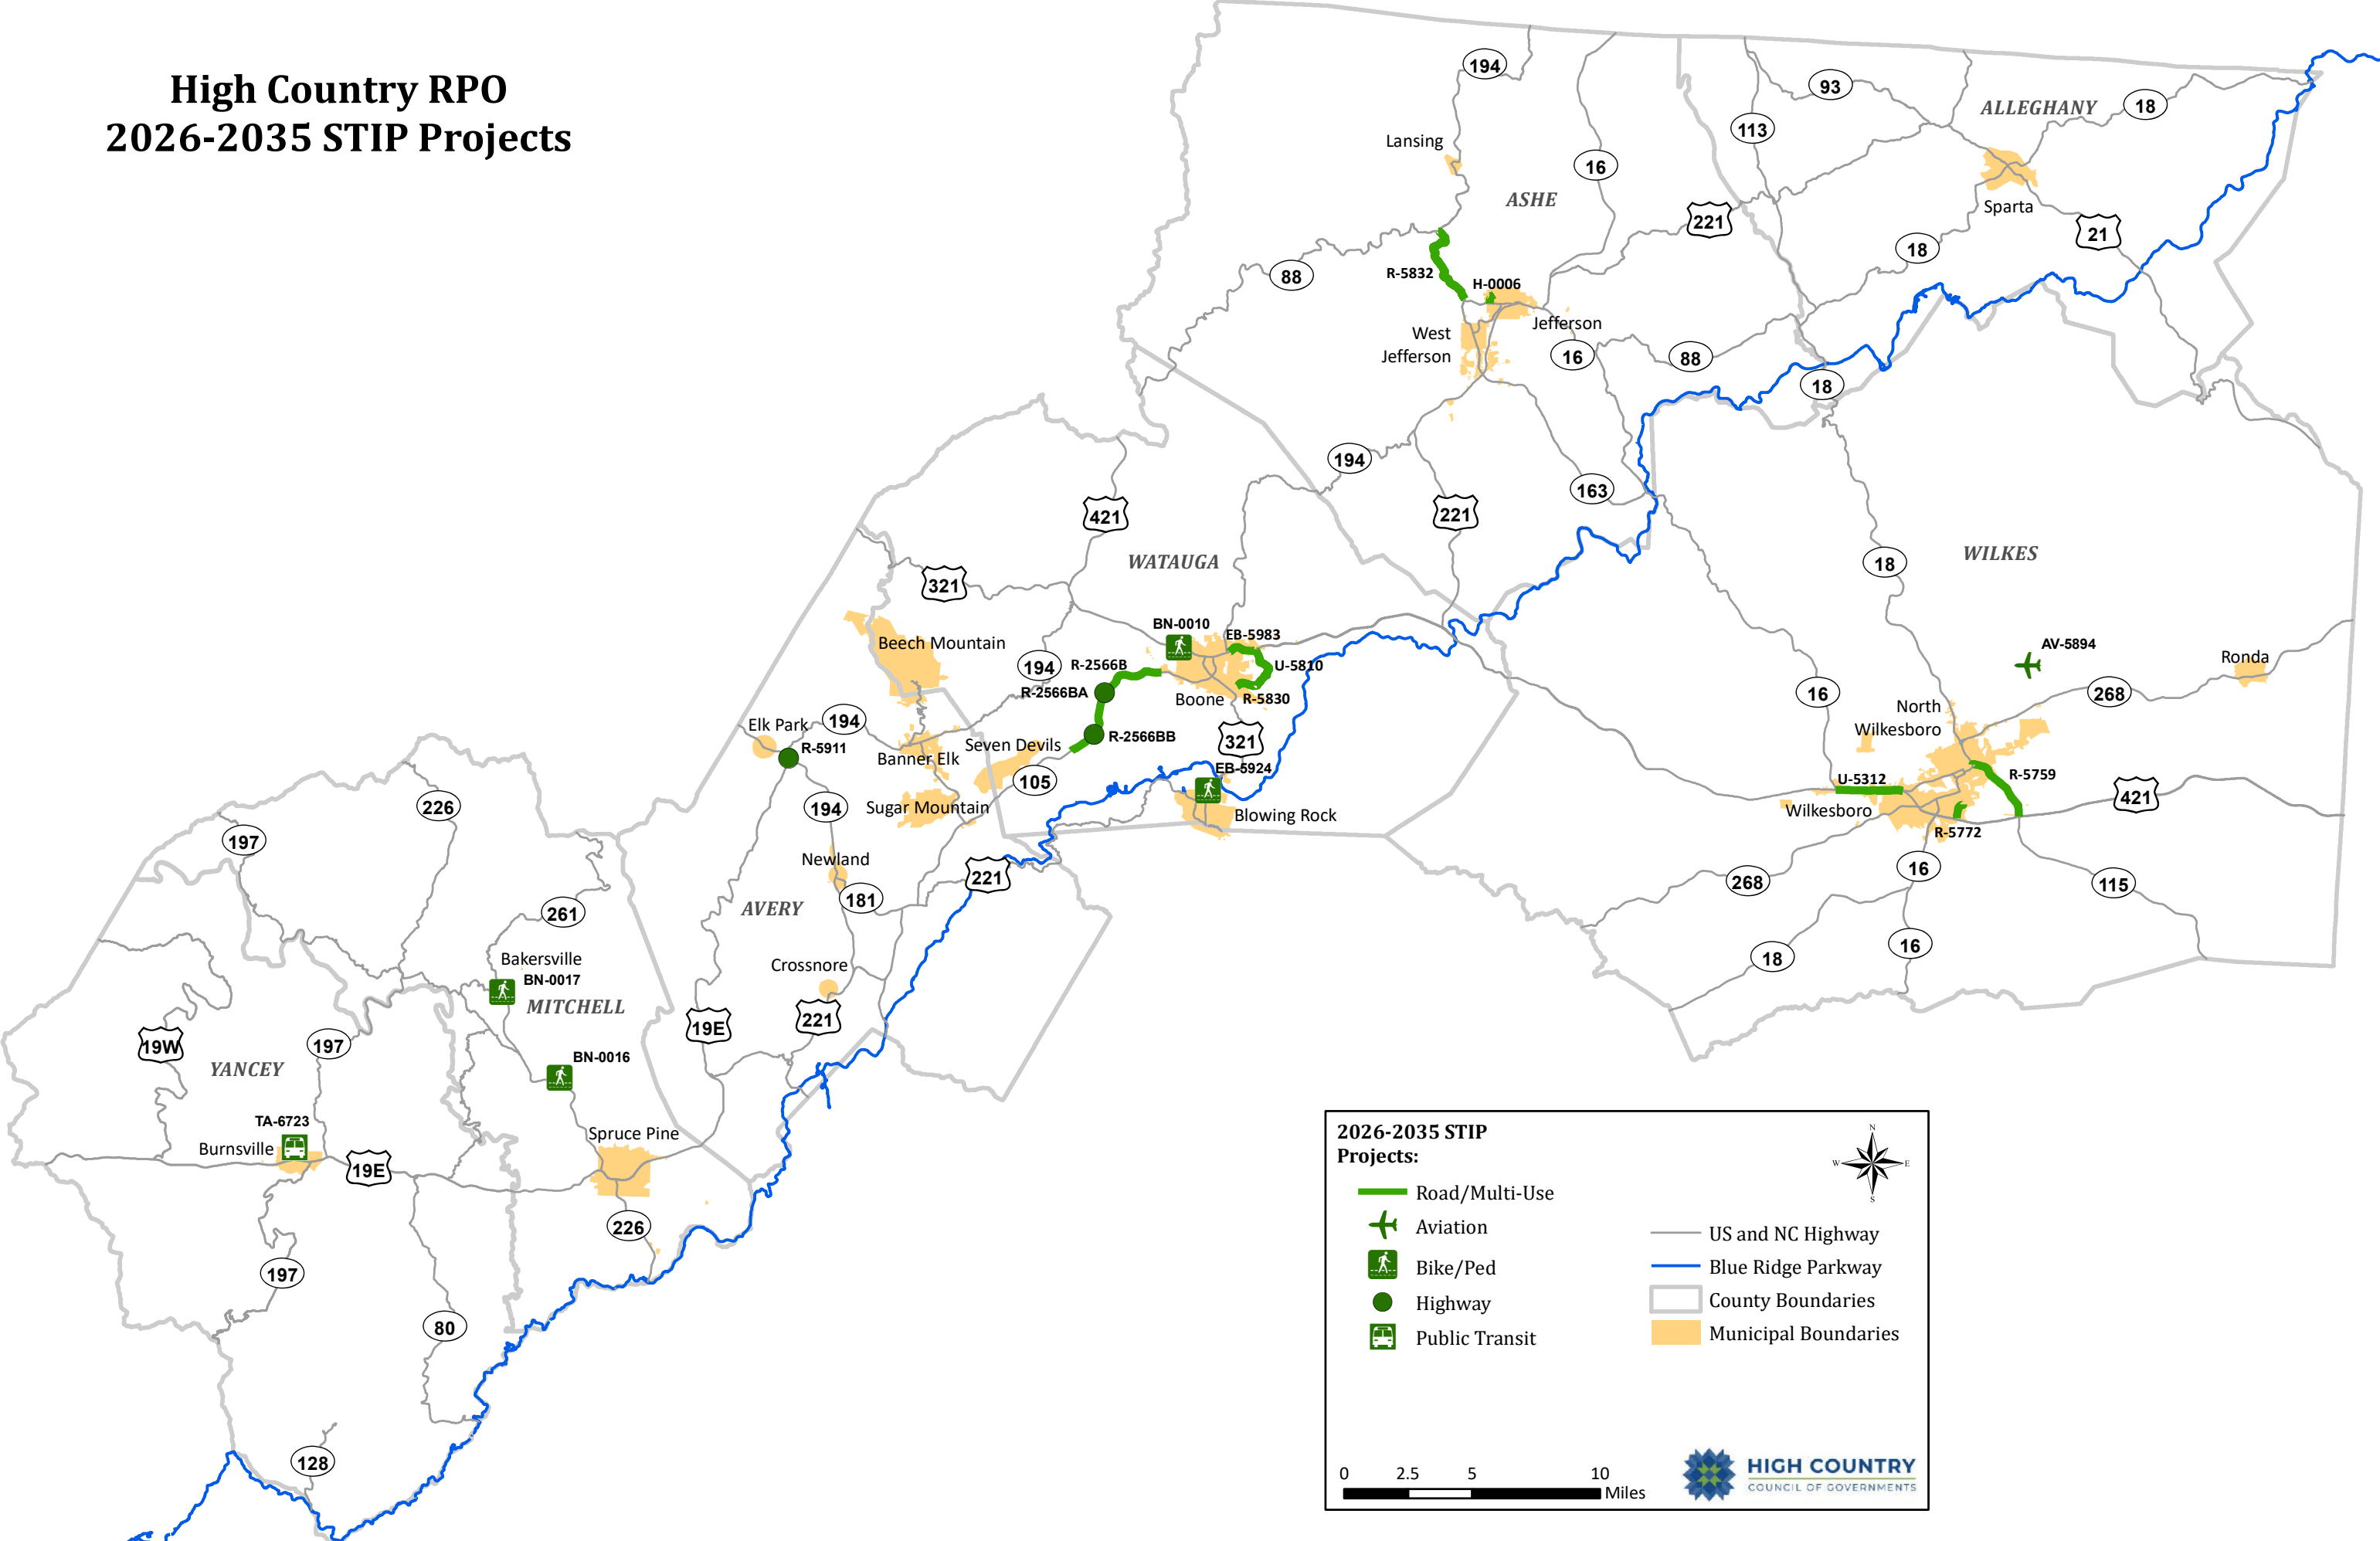 High Country RPO
2026-2035 STIP Projects
194
93
ALLEGHANY
18
113
Lansing
16
ASHE
Sparta
221
21
18
88
R-5832
H-0006
Jefferson
West
Jefferson
16
88
18
194
163
221
421
WATAUGA
WILKES
18
321
BN-0010
EB-5983
Beech Mountain
194
R-2566B
U-5810
R-2566BA
Boone
R-5830
AV-5894
Ronda
16
268
North
Wilkesboro
Elk Park
194
R-5911
Banner Elk
Seven Devils
R-2566BB
321
105
EB-5924
Sugar Mountain
194
Blowing Rock
U-5312
R-5759
421
Wilkesboro
R-5772
226
197
Newland
221
181
AVERY
16
268
115
261
16
18
Bakersville
BN-0017
MITCHELL
Crossnore
19E
221
19W
197
YANCEY
BN-0016
TA-6723
Burnsville
19E
Spruce Pine
226
197
80
128
2026-2035 STIP
Projects:
N
W
E
S
Road/Multi-Use
Aviation
Bike/Ped
Highway
Public Transit
US and NC Highway
Blue Ridge Parkway
County Boundaries
Municipal Boundaries
0 2.5 5 10
Miles
HIGH COUNTRY
COUNCIL OF GOVERNMENTS